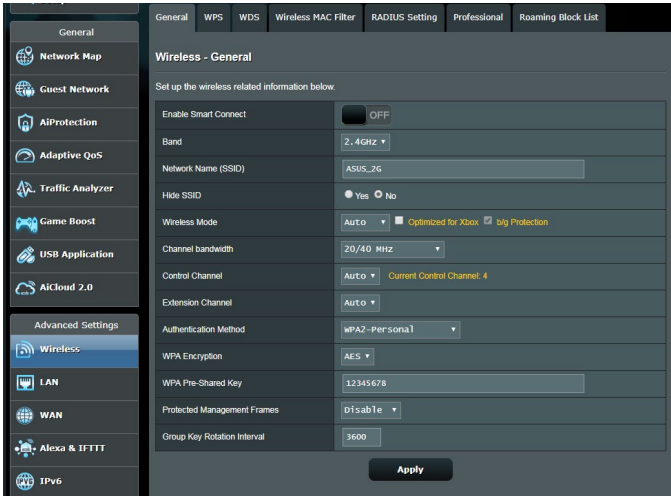 General
Network Map
Guest Network
AiProtection
Adaptive QoS
Traffic Analyzer
Game Boost
USB Application
AiCloud 2.0
Advanced Settings
Wireless
LAN
WAN
Alexa & IFTTT
IPv6
General WPS WDS Wireless MAC Filter RADIUS Setting Professional Roaming Block List
Wireless - General
Set up the wireless related information below.
Enable Smart Connect OFF
Band 2.4GHz
Network Name (SSID) ASUS_2G
Hide SSID Yes No
Wireless Mode Auto Optimized for Xbox b/g Protection
Channel bandwidth 20/40 MHz
Control Channel Auto Current Control Channel: 4
Extension Channel Auto
Authentication Method WPA2-Personal
WPA Encryption AES
WPA Pre-Shared Key 12345678
Protected Management Frames Disable
Group Key Rotation Interval 3600
Apply